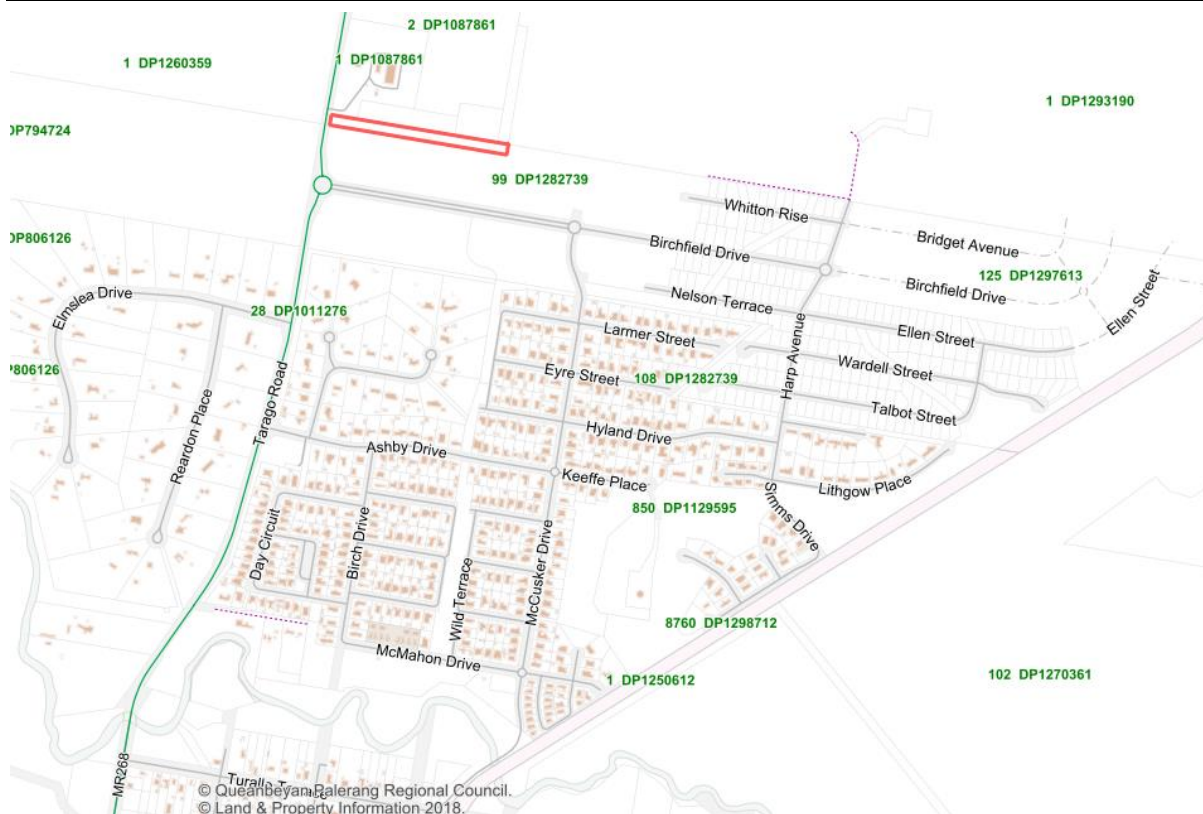 2 DP1087861
1 DP1260359
1 DP1087861
1 DP1293190
DP794724
99 DP1282739
Whitton Rise
Bridget Avenue
Birchfield Drive
DP806126
125 DP1297613
Birchfield Drive
Ellen Street
Elmslea Drive
Nelson Terrace
28 DP1011276
Larmer Street
Ellen Street
Harp Avenue
Wardell Street
P806126
Eyre Street
108 DP1282739
Talbot Street
Tarago Road
Reardon Place
Hyland Drive
Ashby Drive
Keeffe Place
Lithgow Place
850 DP1129595
Simms Drive
Day Circuit
Birch Drive
Wild Terrace
McCusker Drive
8760 DP1298712
McMahon Drive
1 DP1250612
102 DP1270361
MR268
© Queanbeyan-Palerang Regional Council.
© Land & Property Information 2018.